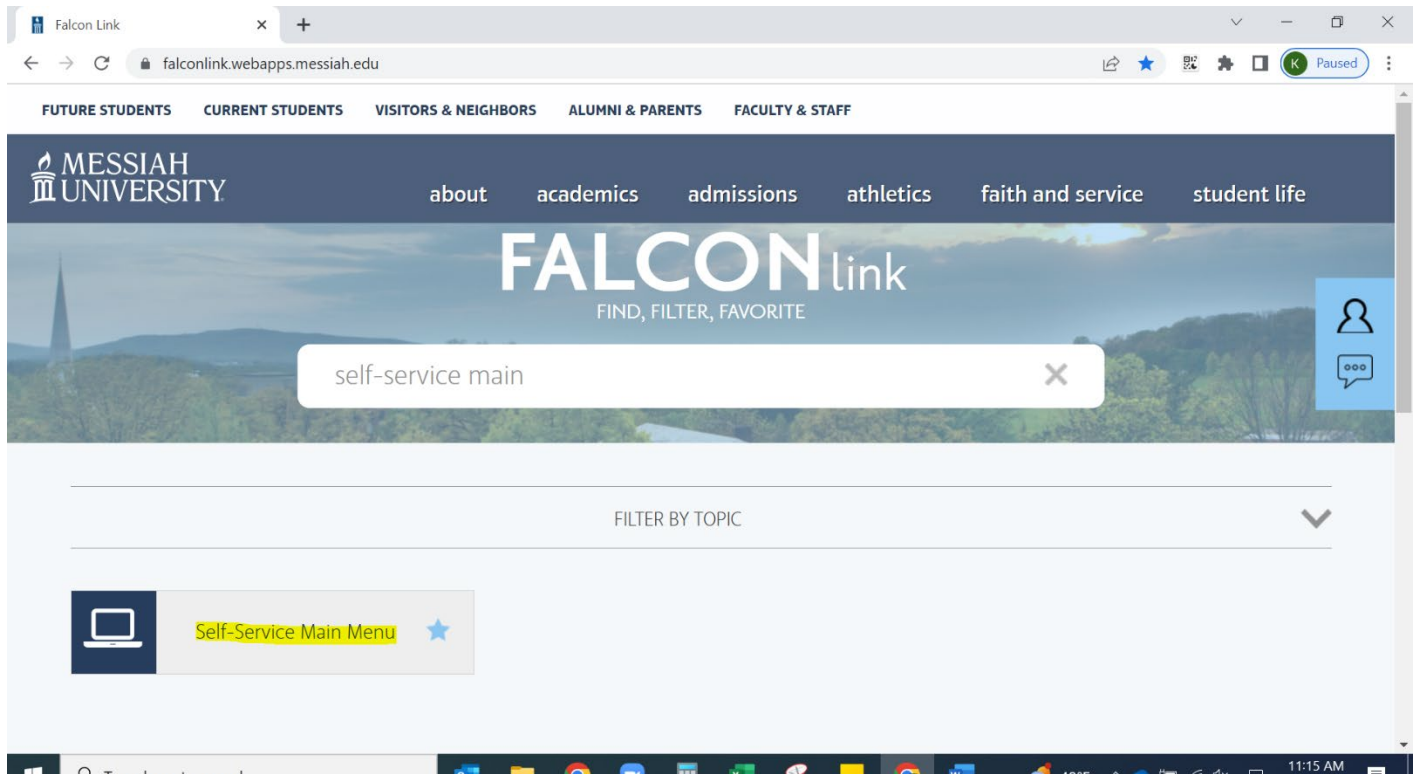 Falcon Link
falconlink.webapps.messiah.edu
K Paused
FUTURE STUDENTS CURRENT STUDENTS VISITORS & NEIGHBORS ALUMNI & PARENTS FACULTY & STAFF
MESSIAH
UNIVERSITY
about academics admissions athletics faith and service student life
FALCON link
FIND, FILTER, FAVORITE
self-service main
FILTER BY TOPIC
Self-Service Main Menu
11:15 AM